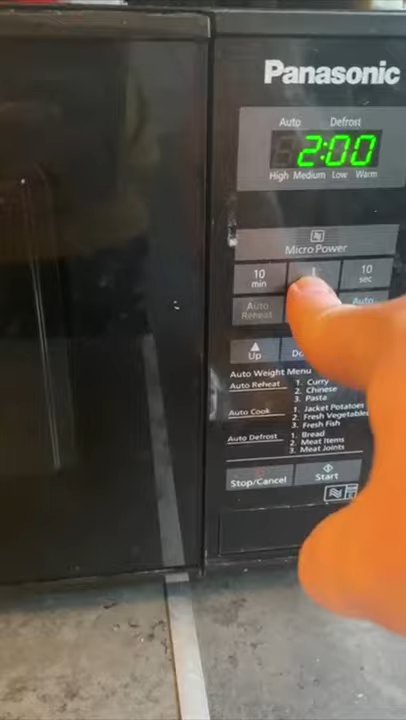 Panasonic
Auto Defrost
2:00
High Medium Low Warm
Micro Power
10 min
10 sec
Auto Reheat
Auto
Up
Auto Weight Menu
Auto Reheat 1. Curry
2. Chinese
3. Pasta
Auto Cook 1. Jacket Potatoes
2. Fresh Vegetables
3. Fresh Fish
Auto Defrost 1. Bread
2. Meat Items
3. Meat Joints
Stop/Cancel
Start